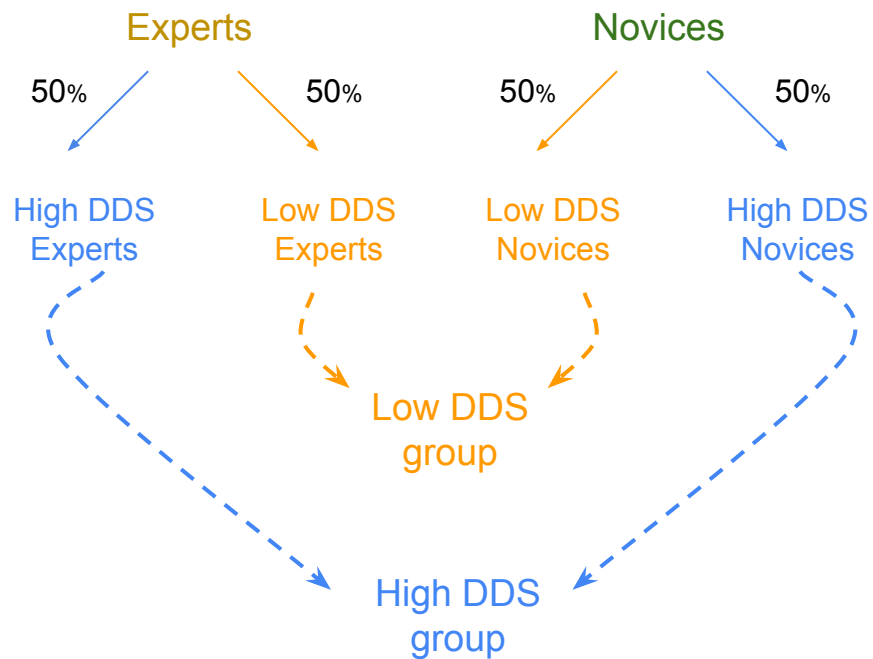 Experts
Novices
50%
50%
50%
50%
High DDS
Experts
Low DDS
Experts
Low DDS
Novices
High DDS
Novices
Low DDS
group
High DDS
group